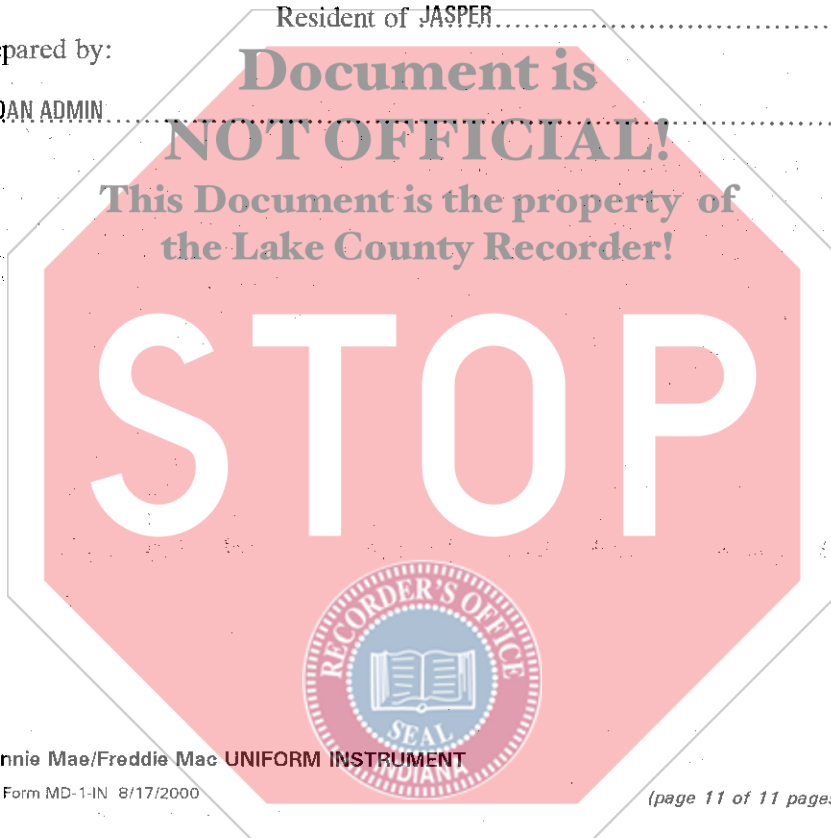 Resident of JASPER
pared by:
AN ADMIN
Document is
NOT OFFICIAL!
This Document is the property of
the Lake County Recorder!
STOP
RECORDER'S OFFICE
SEAL
INDIANA
nnie Mae/Freddie Mac UNIFORM INSTRUMENT
Form MD-1-IN 8/17/2000
(page 11 of 11 pages